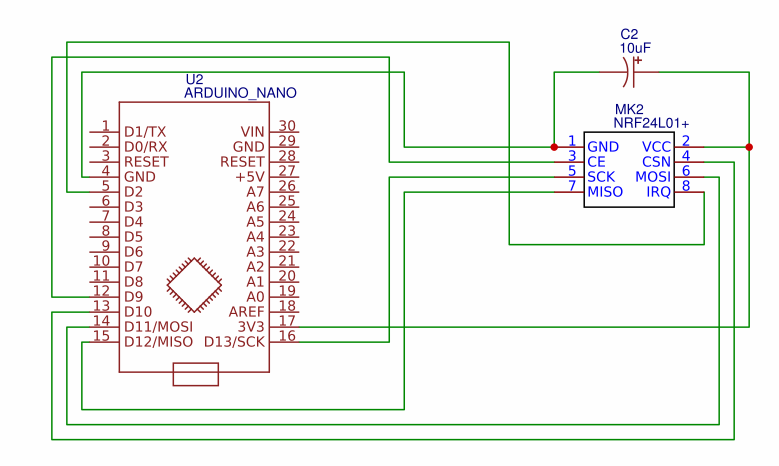 C2
10uF
+
U2
ARDUINO_NANO
MK2
NRF24L01+
1 D1/TX VIN 30
2 D0/RX GND 29
3 RESET RESET 28
4 GND +5V 27
5 D2 A7 26
6 D3 A6 25
7 D4 A5 24
8 D5 A4 23
9 D6 A3 22
10 D7 A2 21
11 D8 A1 20
12 D9 A0 19
13 D10 AREF 18
14 D11/MOSI 3V3 17
15 D12/MISO D13/SCK 16
1 GND VCC 2
3 CE CSN 4
5 SCK MOSI 6
7 MISO IRQ 8